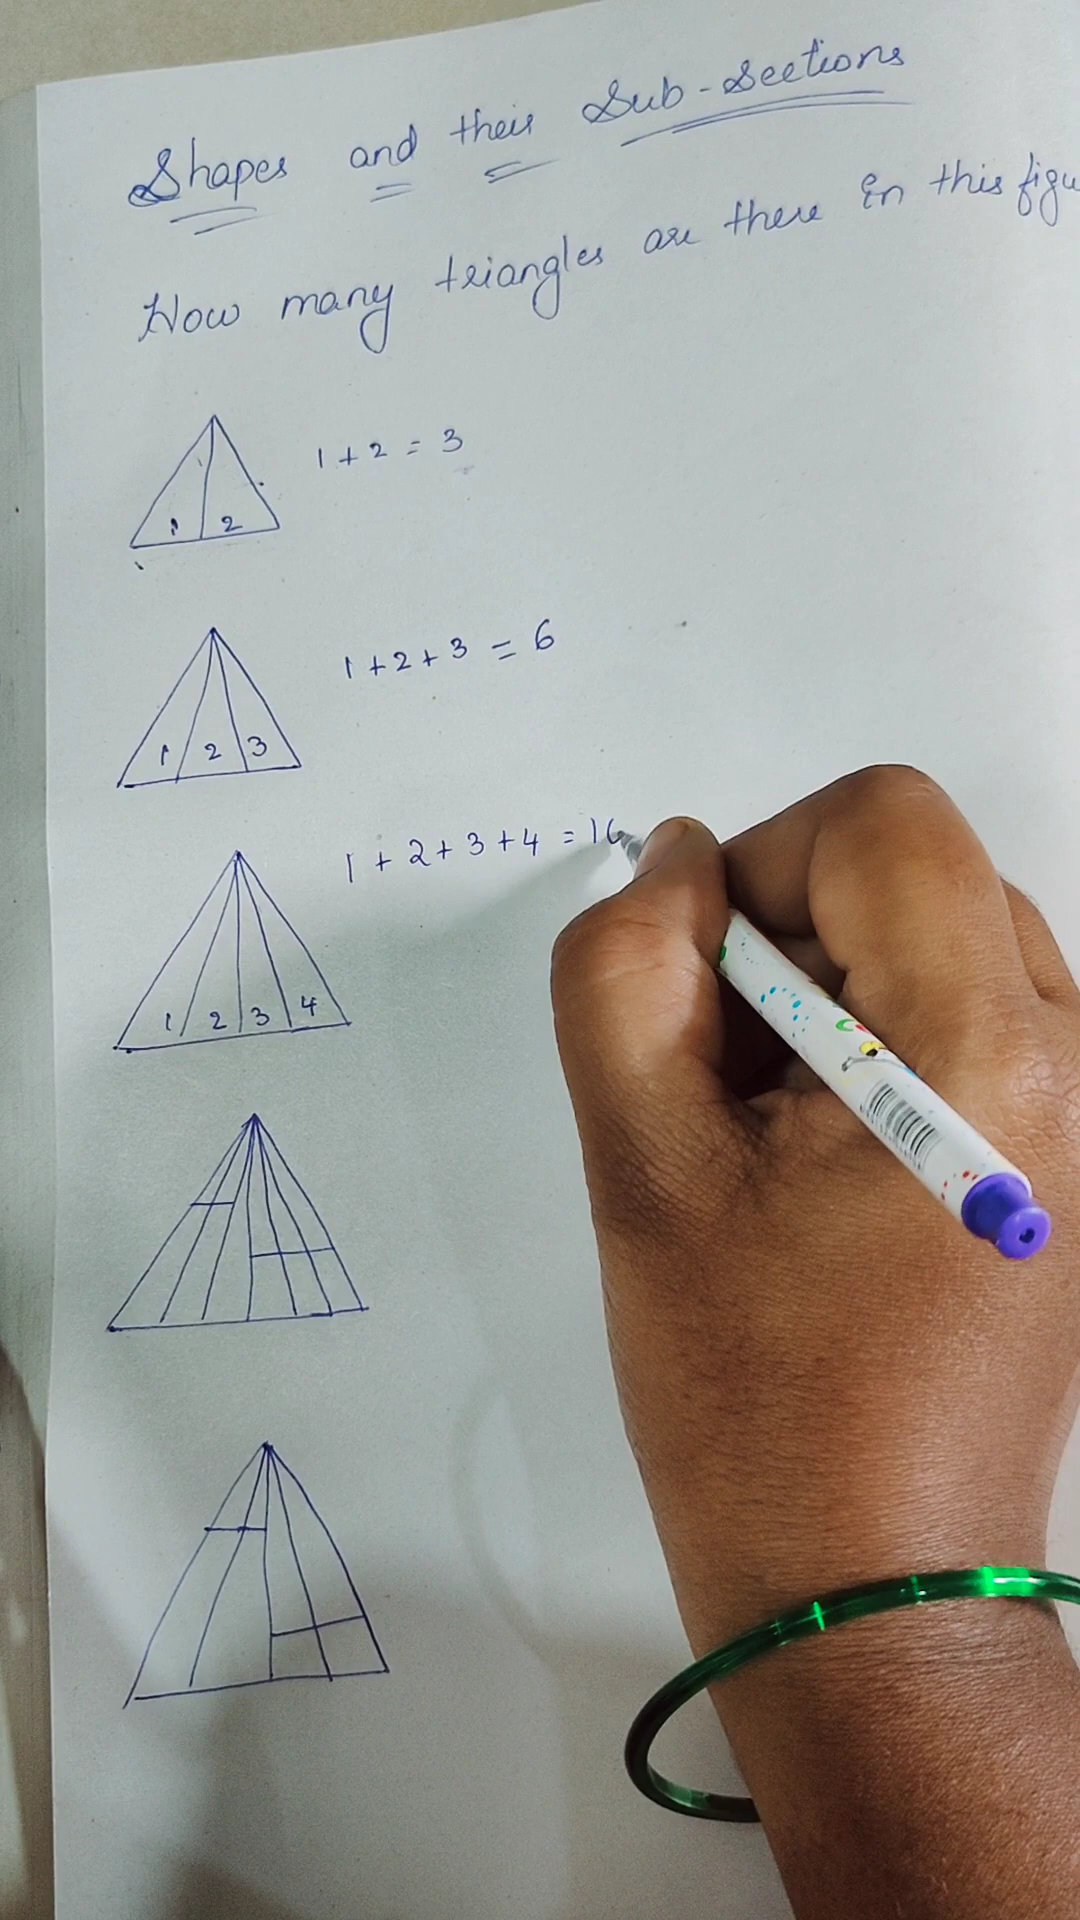 Shapes and their Sub-Sections
How many triangles are there in this figu
1 + 2 = 3
1 2
1 + 2 + 3 = 6
1 2 3
1 + 2 + 3 + 4 = 10
1 2 3 4